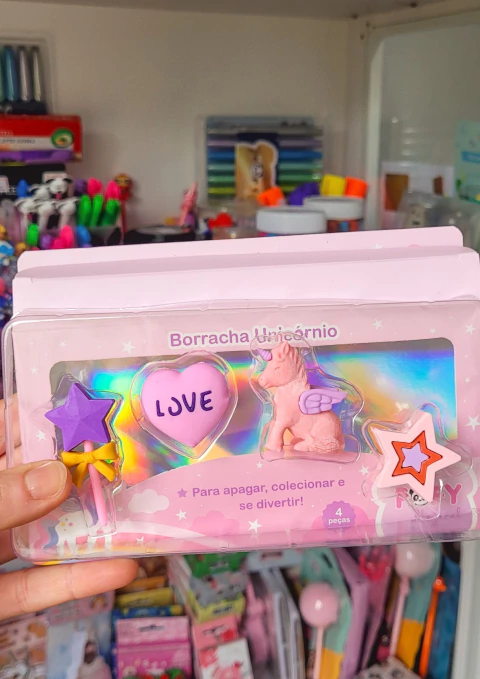 Borracha Unicórnio
LOVE
Para apagar, colecionar e
se divertir!
4
peças